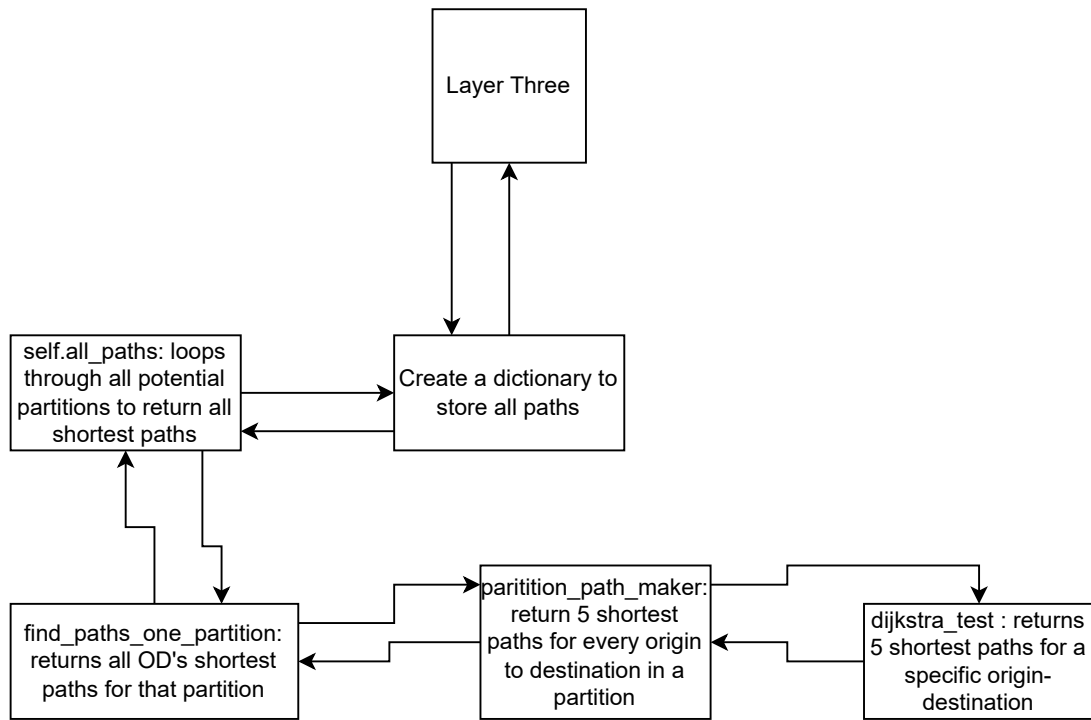 Layer Three
self.all_paths: loops
through all potential
partitions to return all
shortest paths
Create a dictionary to
store all paths
find_paths_one_partition:
returns all OD's shortest
paths for that partition
paritition_path_maker:
return 5 shortest
paths for every origin
to destination in a
partition
dijkstra_test : returns
5 shortest paths for a
specific origin-
destination